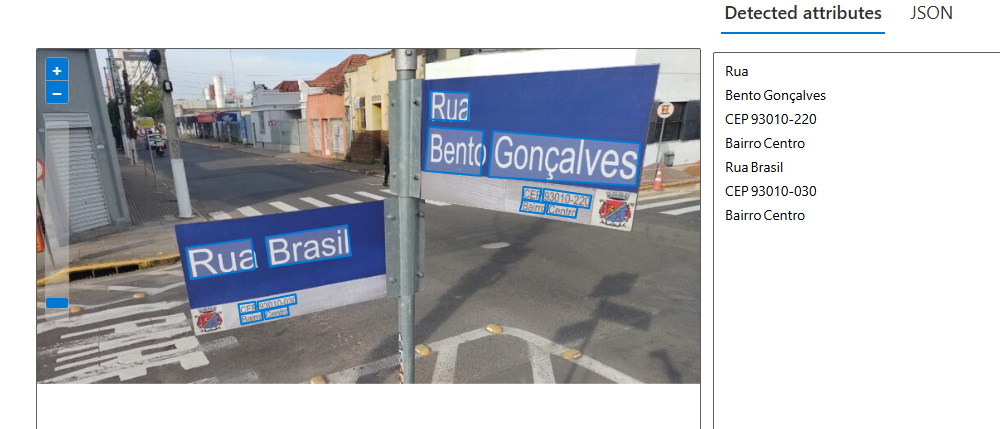 Detected attributes JSON
+
−
Rua
Bento Gonçalves
CEP 93010-220
Bairro Centro
Rua Brasil
CEP 93010-030
Bairro Centro
Rua
Bento Gonçalves
CEP 93010-220
Bairro Centro
Rua Brasil
CEP 93010-030
Bairro Centro